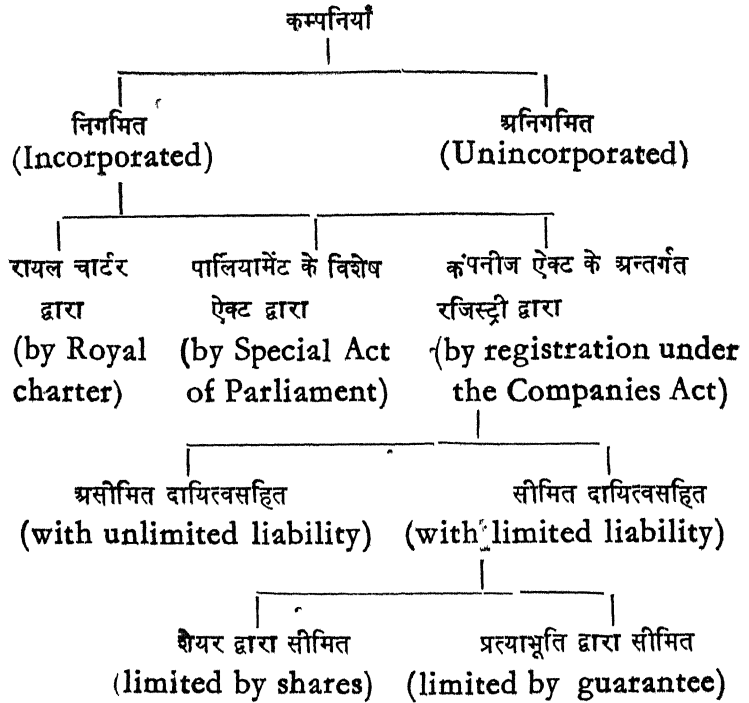 कम्पनियाँ
निगमित
(Incorporated)
अनिगमित
(Unincorporated)
रायल चार्टर
द्वारा
(by Royal
charter)
पार्लियामेंट के विशेष
ऐक्ट द्वारा
(by Special Act
of Parliament)
कंपनीज ऐक्ट के अन्तर्गत
रजिस्ट्री द्वारा
(by registration under
the Companies Act)
असीमित दायित्वसहित
(with unlimited liability)
सीमित दायित्वसहित
(with limited liability)
शेयर द्वारा सीमित
(limited by shares)
प्रत्याभूति द्वारा सीमित
(limited by guarantee)